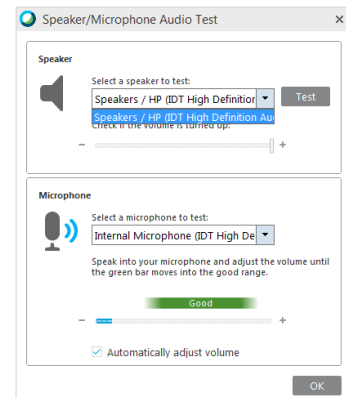 Speaker/Microphone Audio Test
Speaker
Select a speaker to test:
Speakers / HP (IDT High Definitior
Test
Speakers / HP (IDT High Definition Au
Check if the volume is turned up:
- +
Microphone
Select a microphone to test:
Internal Microphone (IDT High De
Speak into your microphone and adjust the volume until
the green bar moves into the good range.
Good
- +
Automatically adjust volume
OK